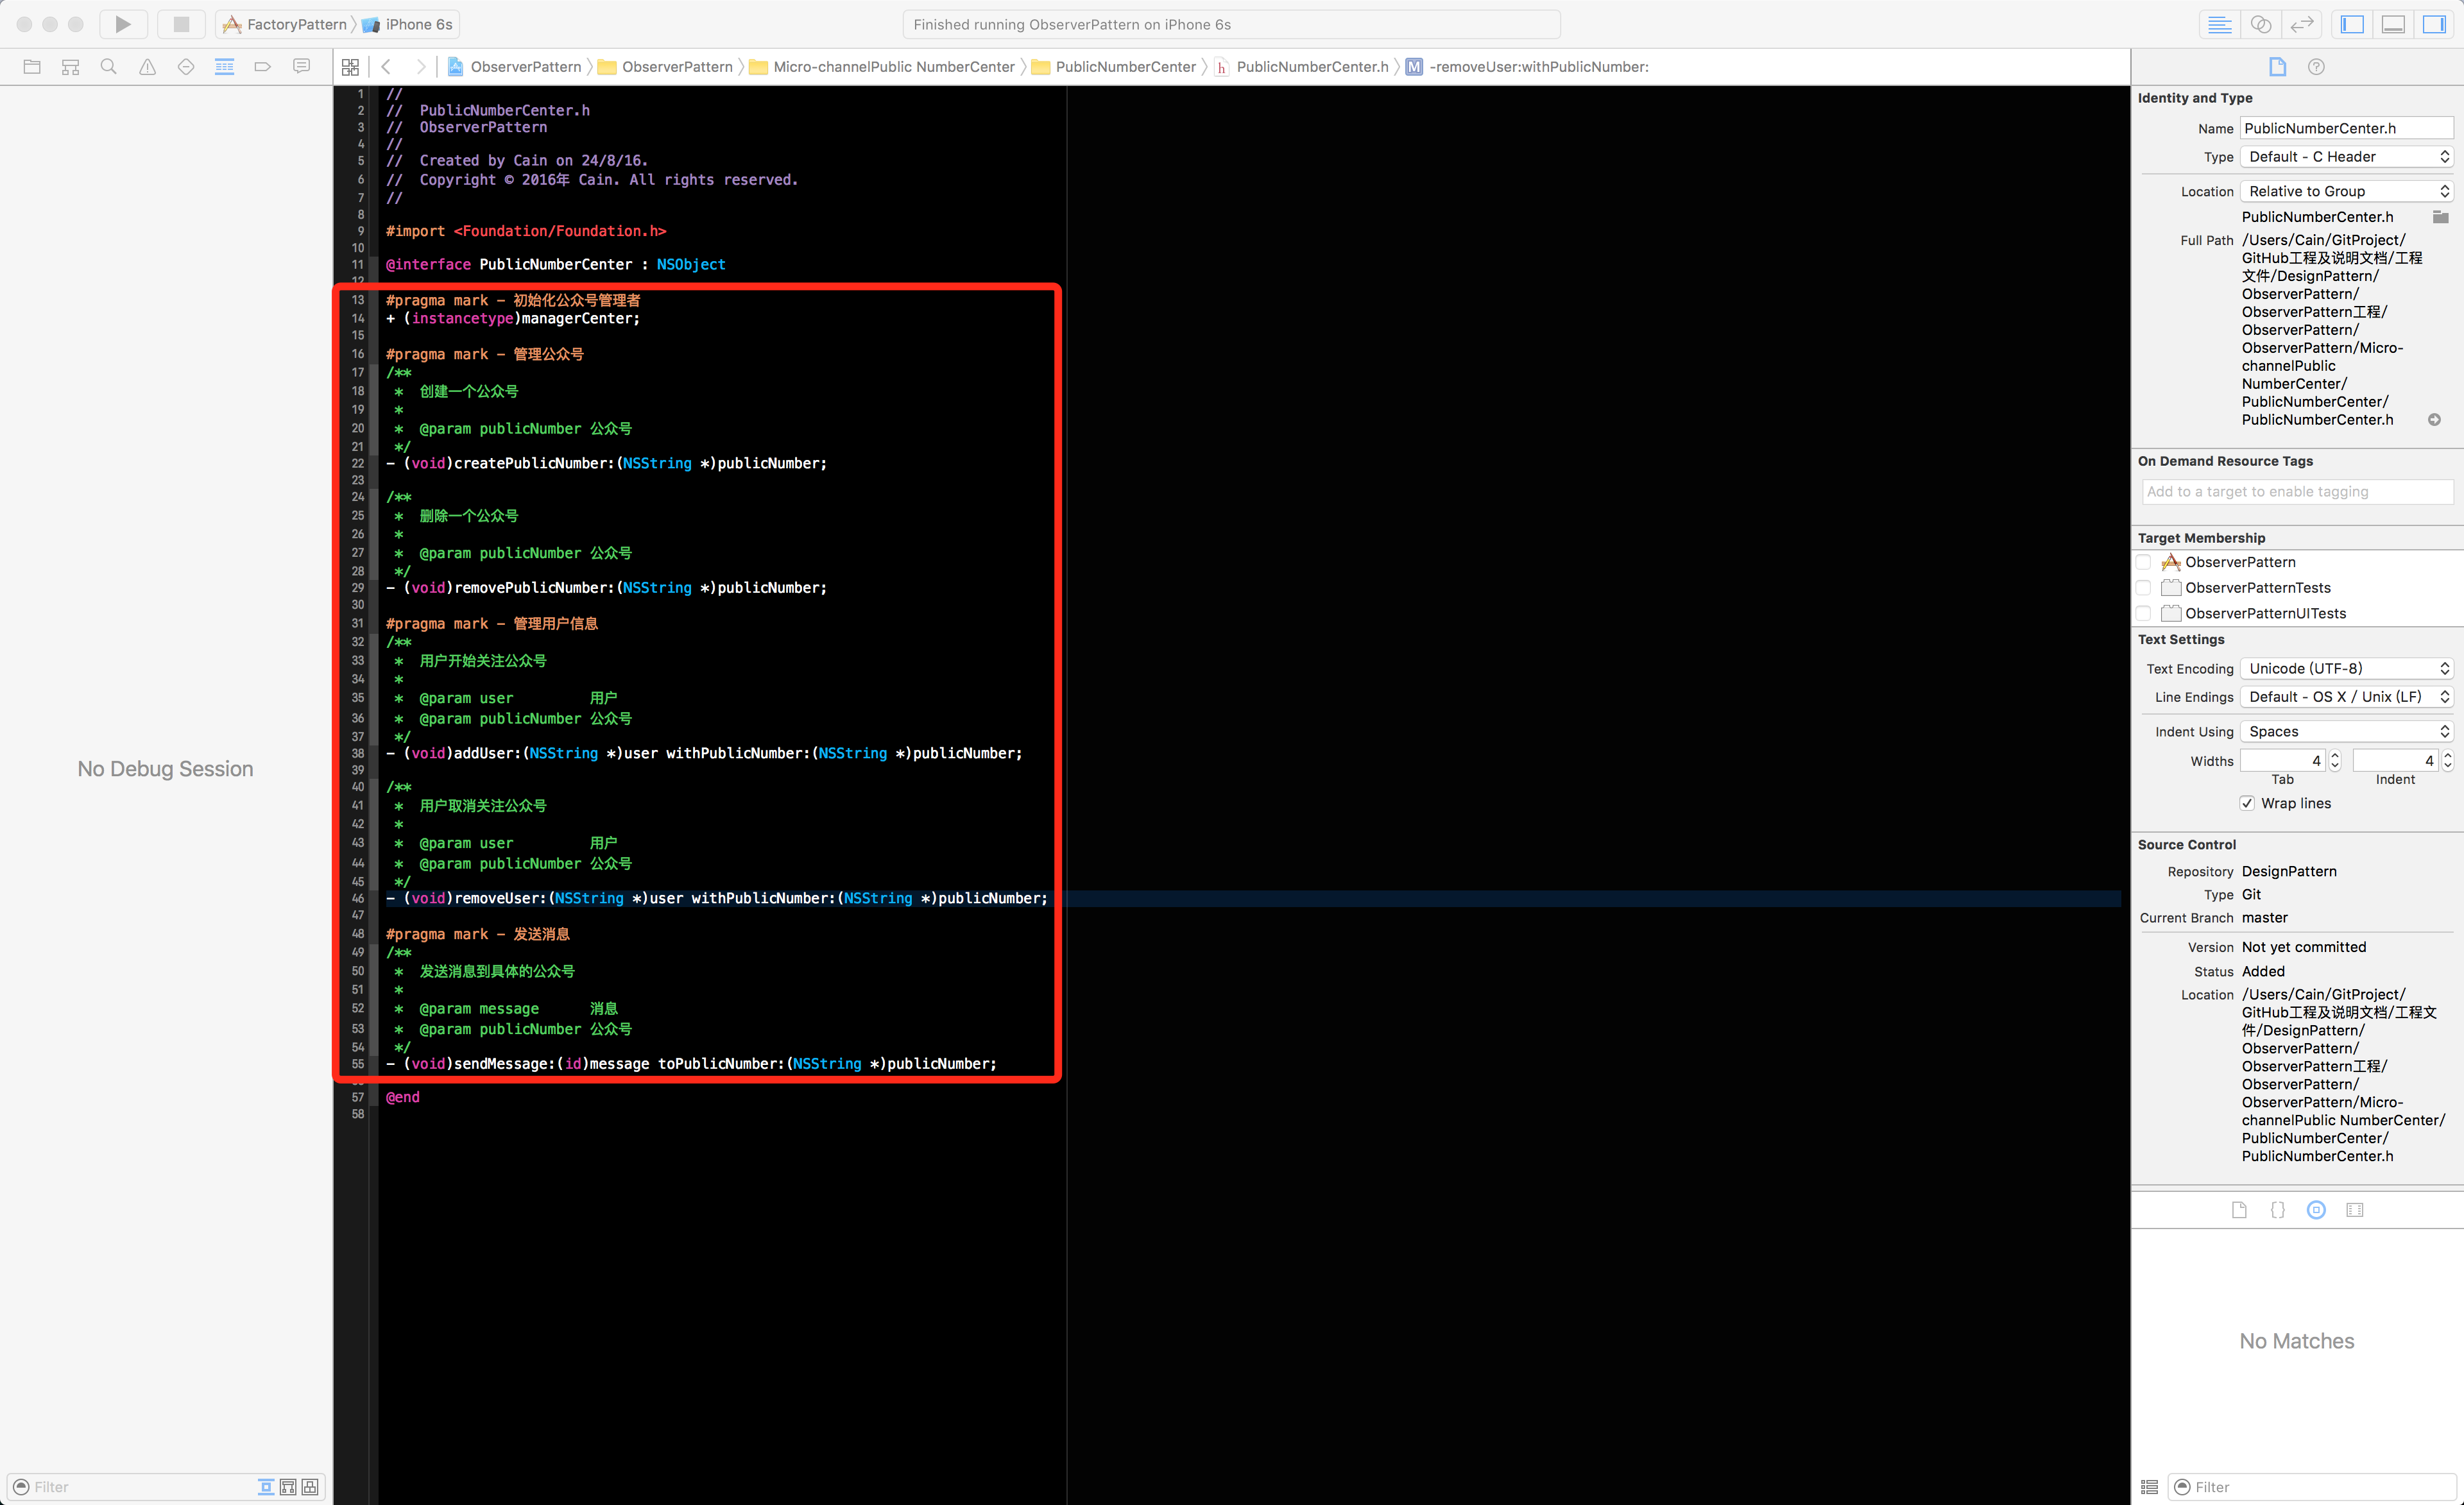 FactoryPattern 〉 iPhone 6s
Finished running ObserverPattern on iPhone 6s
ObserverPattern 〉 ObserverPattern 〉 Micro-channelPublic NumberCenter 〉 PublicNumberCenter 〉 h PublicNumberCenter.h 〉 M -removeUser:withPublicNumber:
No Debug Session
Filter
1 //
2 //  PublicNumberCenter.h
3 //  ObserverPattern
4 //
5 //  Created by Cain on 24/8/16.
6 //  Copyright © 2016年 Cain. All rights reserved.
7 //
8
9 #import <Foundation/Foundation.h>
10
11 @interface PublicNumberCenter : NSObject
12
13 #pragma mark - 初始化公众号管理者
14 + (instancetype)managerCenter;
15
16 #pragma mark - 管理公众号
17 /**
18  *  创建一个公众号
19  *
20  *  @param publicNumber 公众号
21  */
22 - (void)createPublicNumber:(NSString *)publicNumber;
23
24 /**
25  *  删除一个公众号
26  *
27  *  @param publicNumber 公众号
28  */
29 - (void)removePublicNumber:(NSString *)publicNumber;
30
31 #pragma mark - 管理用户信息
32 /**
33  *  用户开始关注公众号
34  *
35  *  @param user         用户
36  *  @param publicNumber 公众号
37  */
38 - (void)addUser:(NSString *)user withPublicNumber:(NSString *)publicNumber;
39
40 /**
41  *  用户取消关注公众号
42  *
43  *  @param user         用户
44  *  @param publicNumber 公众号
45  */
46 - (void)removeUser:(NSString *)user withPublicNumber:(NSString *)publicNumber;
47
48 #pragma mark - 发送消息
49 /**
50  *  发送消息到具体的公众号
51  *
52  *  @param message      消息
53  *  @param publicNumber 公众号
54  */
55 - (void)sendMessage:(id)message toPublicNumber:(NSString *)publicNumber;
57 @end
58
Identity and Type
Name PublicNumberCenter.h
Type Default - C Header
Location Relative to Group
PublicNumberCenter.h
Full Path /Users/Cain/GitProject/
GitHub工程及说明文档/工程
文件/DesignPattern/
ObserverPattern/
ObserverPattern工程/
ObserverPattern/
ObserverPattern/Micro-
channelPublic
NumberCenter/
PublicNumberCenter/
PublicNumberCenter.h
On Demand Resource Tags
Add to a target to enable tagging
Target Membership
ObserverPattern
ObserverPatternTests
ObserverPatternUITests
Text Settings
Text Encoding Unicode (UTF-8)
Line Endings Default - OS X / Unix (LF)
Indent Using Spaces
Widths 4 4
Tab Indent
Wrap lines
Source Control
Repository DesignPattern
Type Git
Current Branch master
Version Not yet committed
Status Added
Location /Users/Cain/GitProject/
GitHub工程及说明文档/工程文
件/DesignPattern/
ObserverPattern/
ObserverPattern工程/
ObserverPattern/
ObserverPattern/Micro-
channelPublic NumberCenter/
PublicNumberCenter/
PublicNumberCenter.h
{}
No Matches
Filter